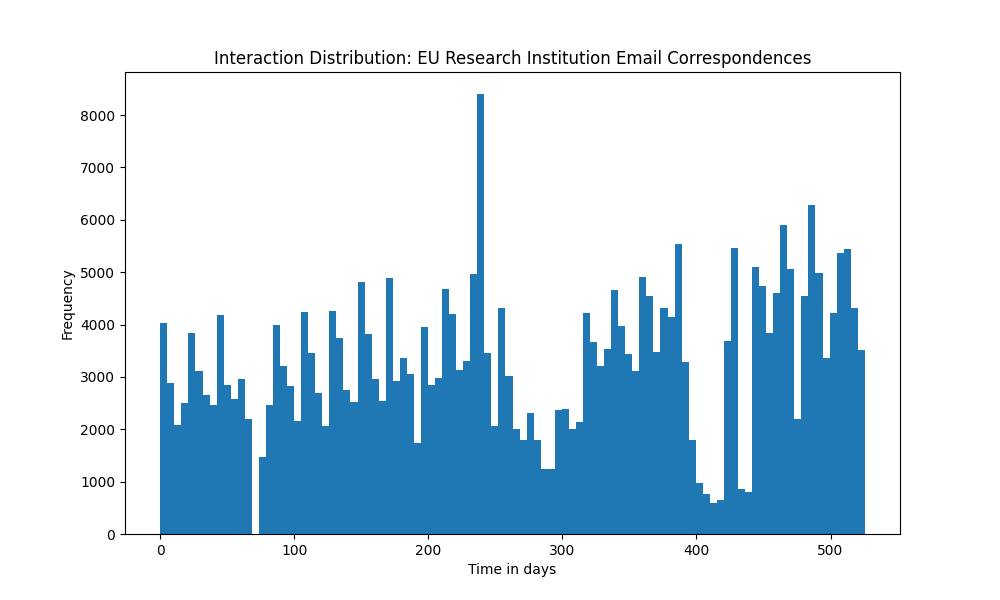 Interaction Distribution: EU Research Institution Email Correspondences
8000
7000
6000
5000
4000
3000
2000
1000
0
Frequency
0 100 200 300 400 500
Time in days